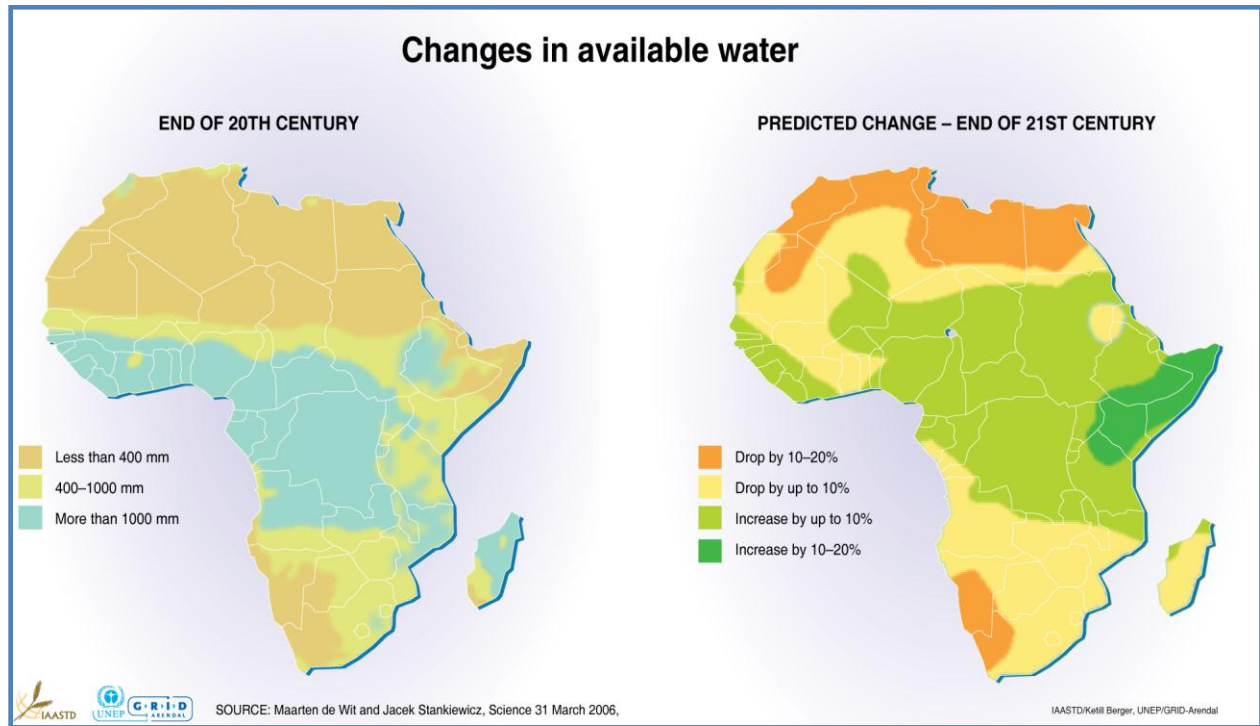 Changes in available water
END OF 20TH CENTURY
PREDICTED CHANGE – END OF 21ST CENTURY
Less than 400 mm
400–1000 mm
More than 1000 mm
Drop by 10–20%
Drop by up to 10%
Increase by up to 10%
Increase by 10–20%
IAASTD
UNEP
G R I D
ARENDAL
SOURCE: Maarten de Wit and Jacek Stankiewicz, Science 31 March 2006,
IAASTD/Ketill Berger, UNEP/GRID-Arendal